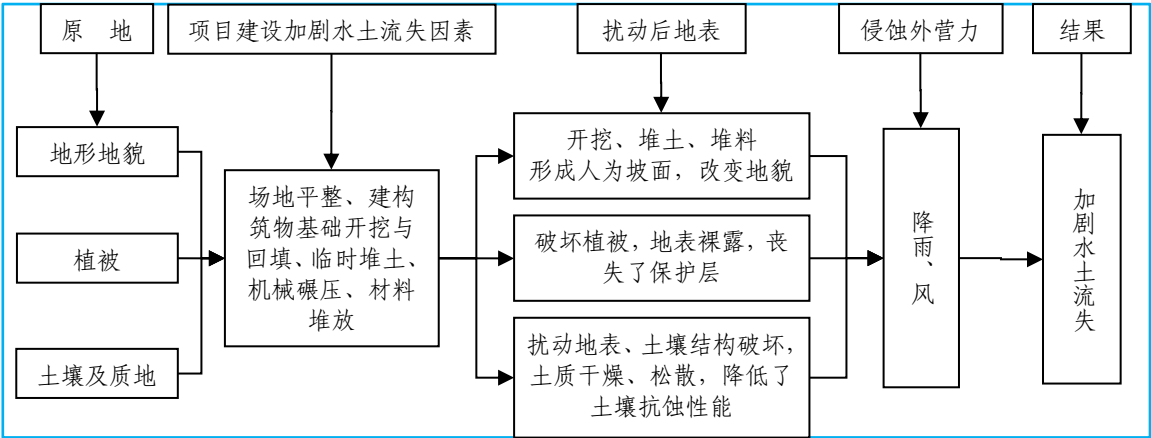 原 地
项目建设加剧水土流失因素
扰动后地表
侵蚀外营力
结果
地形地貌
植被
土壤及质地
场地平整、建构
筑物基础开挖与
回填、临时堆土、
机械碾压、材料
堆放
开挖、堆土、堆料
形成人为坡面，改变地貌
破坏植被，地表裸露，丧
失了保护层
扰动地表、土壤结构破坏，
土质干燥、松散，降低了
土壤抗蚀性能
降雨、风
加剧水土流失